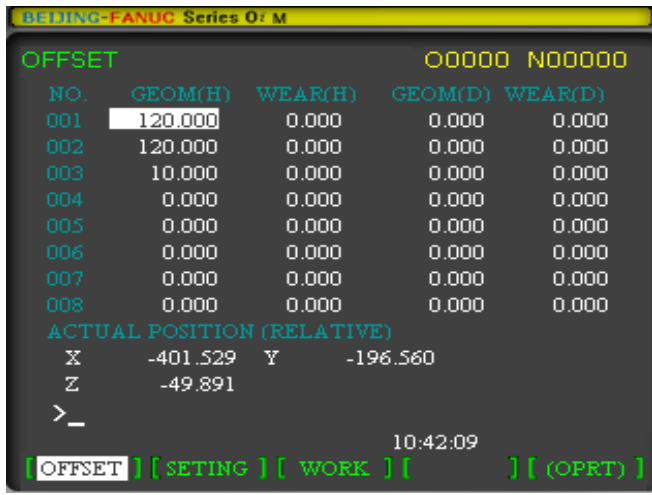 BEIJING-FANUC Series 0i M
OFFSET O0000 N00000
NO. GEOM(H) WEAR(H) GEOM(D) WEAR(D)
001 120.000 0.000 0.000 0.000
002 120.000 0.000 0.000 0.000
003 10.000 0.000 0.000 0.000
004 0.000 0.000 0.000 0.000
005 0.000 0.000 0.000 0.000
006 0.000 0.000 0.000 0.000
007 0.000 0.000 0.000 0.000
008 0.000 0.000 0.000 0.000
ACTUAL POSITION (RELATIVE)
X -401.529 Y -196.560
Z -49.891
>_
10:42:09
[ OFFSET ] [ SETING ] [ WORK ] [ ] [ (OPRT) ]